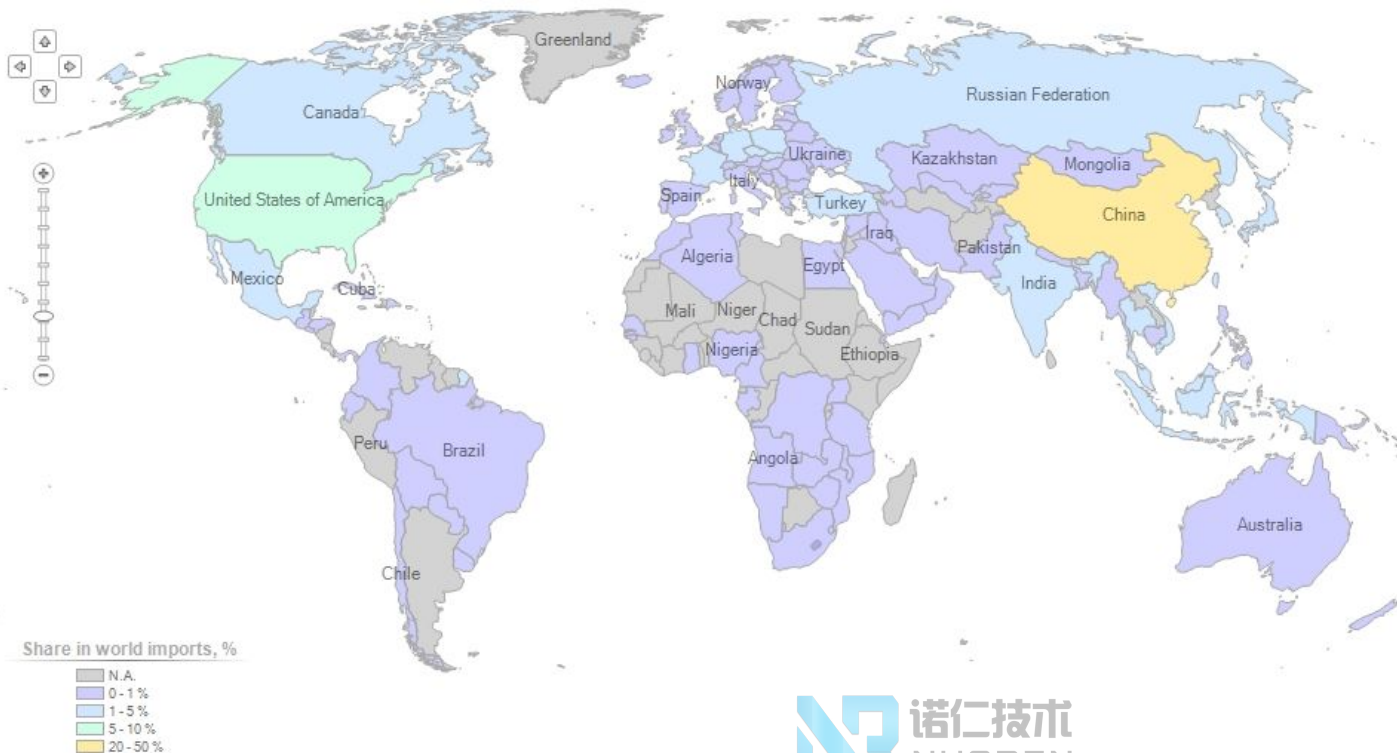 Greenland
Norway
Canada
Russian Federation
Ukraine
Kazakhstan
Mongolia
Italy
Spain
United States of America
Turkey
China
Iraq
Pakistan
Algeria
Egypt
India
Mexico
Cuba
Mali
Niger
Chad
Sudan
Nigeria
Ethiopia
Peru
Brazil
Angola
Australia
Chile
Share in world imports, %
N.A.
0 - 1 %
1 - 5 %
5 - 10 %
20 - 50 %
诺仁技术